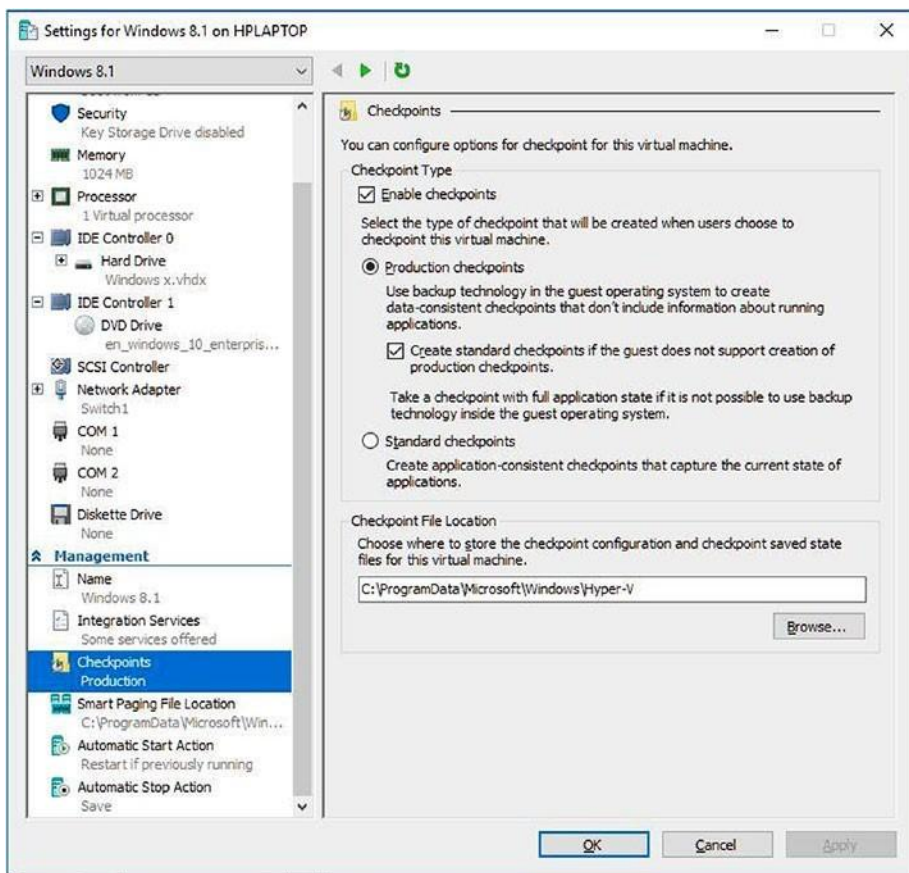 Settings for Windows 8.1 on HPLAPTOP
Windows 8.1
Security
Key Storage Drive disabled
Memory
1024 MB
Processor
1 Virtual processor
IDE Controller 0
Hard Drive
Windows x.vhdx
IDE Controller 1
DVD Drive
en_windows_10_enterpris...
SCSI Controller
Network Adapter
Switch1
COM 1
None
COM 2
None
Diskette Drive
None
Management
Name
Windows 8.1
Integration Services
Some services offered
Checkpoints
Production
Smart Paging File Location
C:\ProgramData\Microsoft\Win...
Automatic Start Action
Restart if previously running
Automatic Stop Action
Save
Checkpoints
You can configure options for checkpoint for this virtual machine.
Checkpoint Type
Enable checkpoints
Select the type of checkpoint that will be created when users choose to
checkpoint this virtual machine.
Production checkpoints
Use backup technology in the guest operating system to create
data-consistent checkpoints that don't include information about running
applications.
Create standard checkpoints if the guest does not support creation of
production checkpoints.
Take a checkpoint with full application state if it is not possible to use backup
technology inside the guest operating system.
Standard checkpoints
Create application-consistent checkpoints that capture the current state of
applications.
Checkpoint File Location
Choose where to store the checkpoint configuration and checkpoint saved state
files for this virtual machine.
C:\ProgramData\Microsoft\Windows\Hyper-V
Browse...
OK
Cancel
Apply